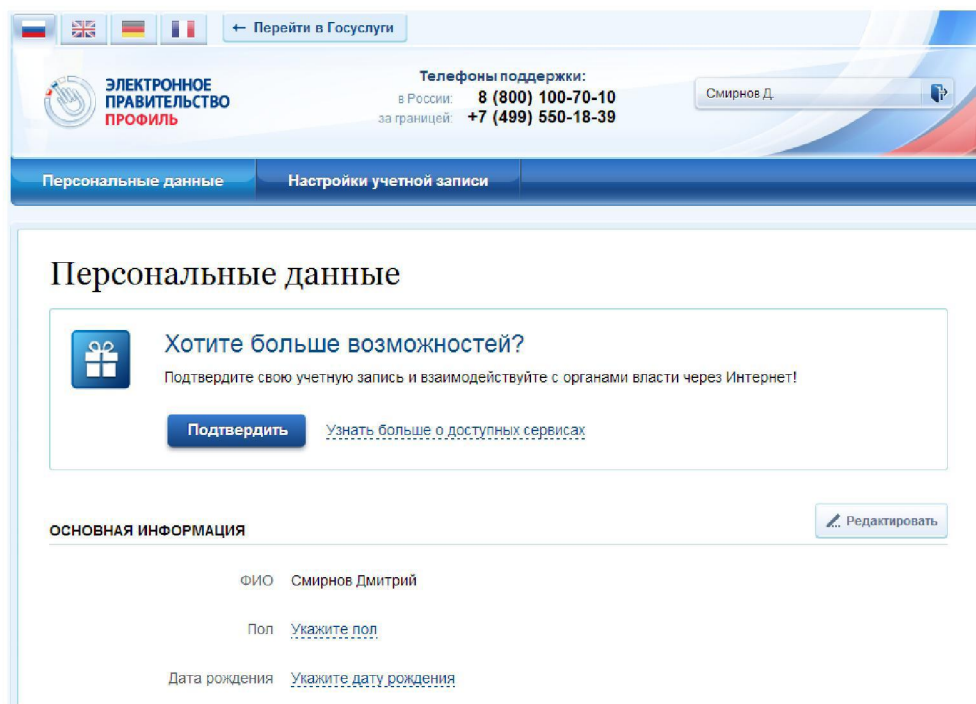 ← Перейти в Госуслуги
ЭЛЕКТРОННОЕ
ПРАВИТЕЛЬСТВО
ПРОФИЛЬ
Телефоны поддержки:
в России: 8 (800) 100-70-10
за границей: +7 (499) 550-18-39
Смирнов Д.
Персональные данные
Настройки учетной записи
Персональные данные
Хотите больше возможностей?
Подтвердите свою учетную запись и взаимодействуйте с органами власти через Интернет!
Подтвердить Узнать больше о доступных сервисах
ОСНОВНАЯ ИНФОРМАЦИЯ
Редактировать
ФИО Смирнов Дмитрий
Пол Укажите пол
Дата рождения Укажите дату рождения